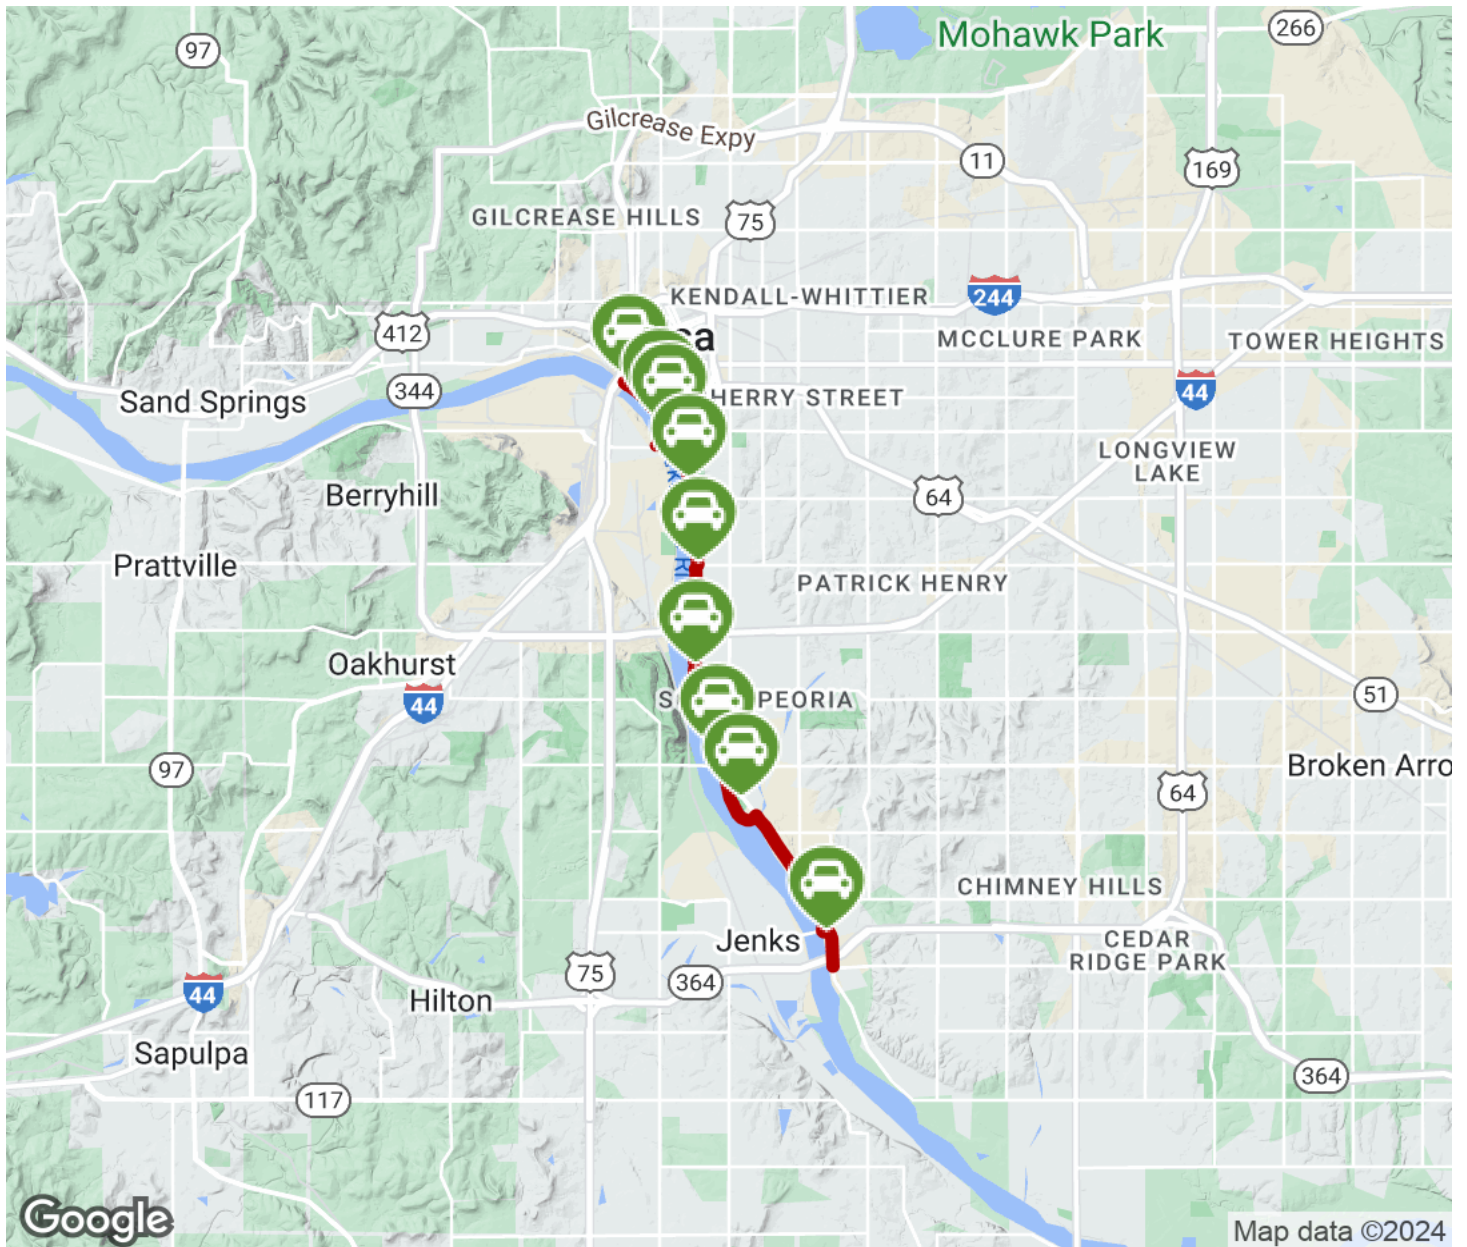 97
Mohawk Park
266
Gilcrease Expy
11
169
GILCREASE HILLS
75
KENDALL-WHITTIER
244
412
sa
MCCLURE PARK
TOWER HEIGHTS
344
44
Sand Springs
HERRY STREET
LONGVIEW
LAKE
Berryhill
64
Prattville
RI
PATRICK HENRY
Oakhurst
44
S
PEORIA
51
97
Broken Arro
64
CHIMNEY HILLS
Jenks
CEDAR
RIDGE PARK
75
364
44
Hilton
Sapulpa
364
117
Google
Map data ©2024